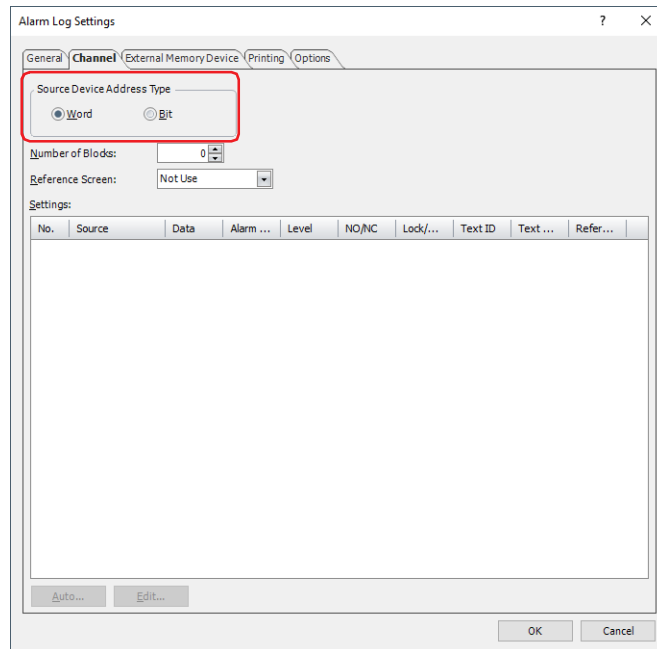 Alarm Log Settings ? ×
General Channel External Memory Device Printing Options
Source Device Address Type
Word Bit
Number of Blocks: 0
Reference Screen: Not Use
Settings:
No. Source Data Alarm ... Level NO/NC Lock/... Text ID Text ... Refer...
Auto... Edit...
OK Cancel